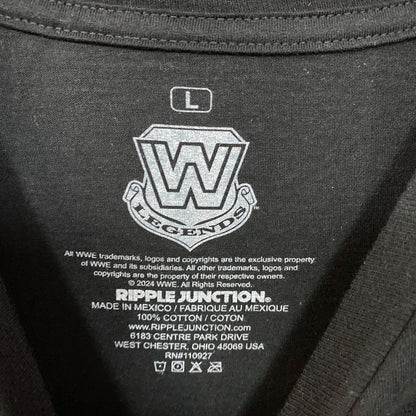 L
W
LEGENDS
™
All WWE trademarks, logos and copyrights are the exclusive property
of WWE and its subsidiaries. All other trademarks, logos and
copyrights are the property of their respective owners.
© 2024 WWE. All Rights Reserved.
RIPPLE JUNCTION®
MADE IN MEXICO / FABRIQUE AU MEXIQUE
100% COTTON / COTON
www.RIPPLEJUNCTION.com
6183 CENTRE PARK DRIVE
WEST CHESTER, OHIO 45069 USA
RN#110927